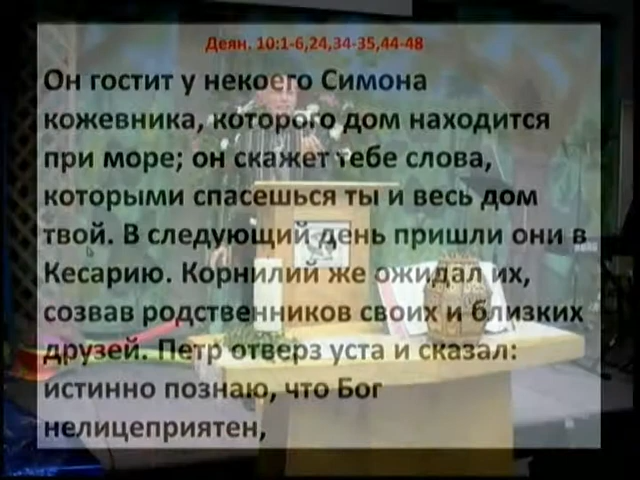 Деян. 10:1-6,24,34-35,44-48
Он гостит у некоего Симона
кожевника, которого дом находится
при море; он скажет тебе слова,
которыми спасешься ты и весь дом
твой. В следующий день пришли они в
Кесарию. Корнилий же ожидал их,
созвав родственников своих и близких
друзей. Петр отверз уста и сказал:
истинно познаю, что Бог
нелицеприятен,